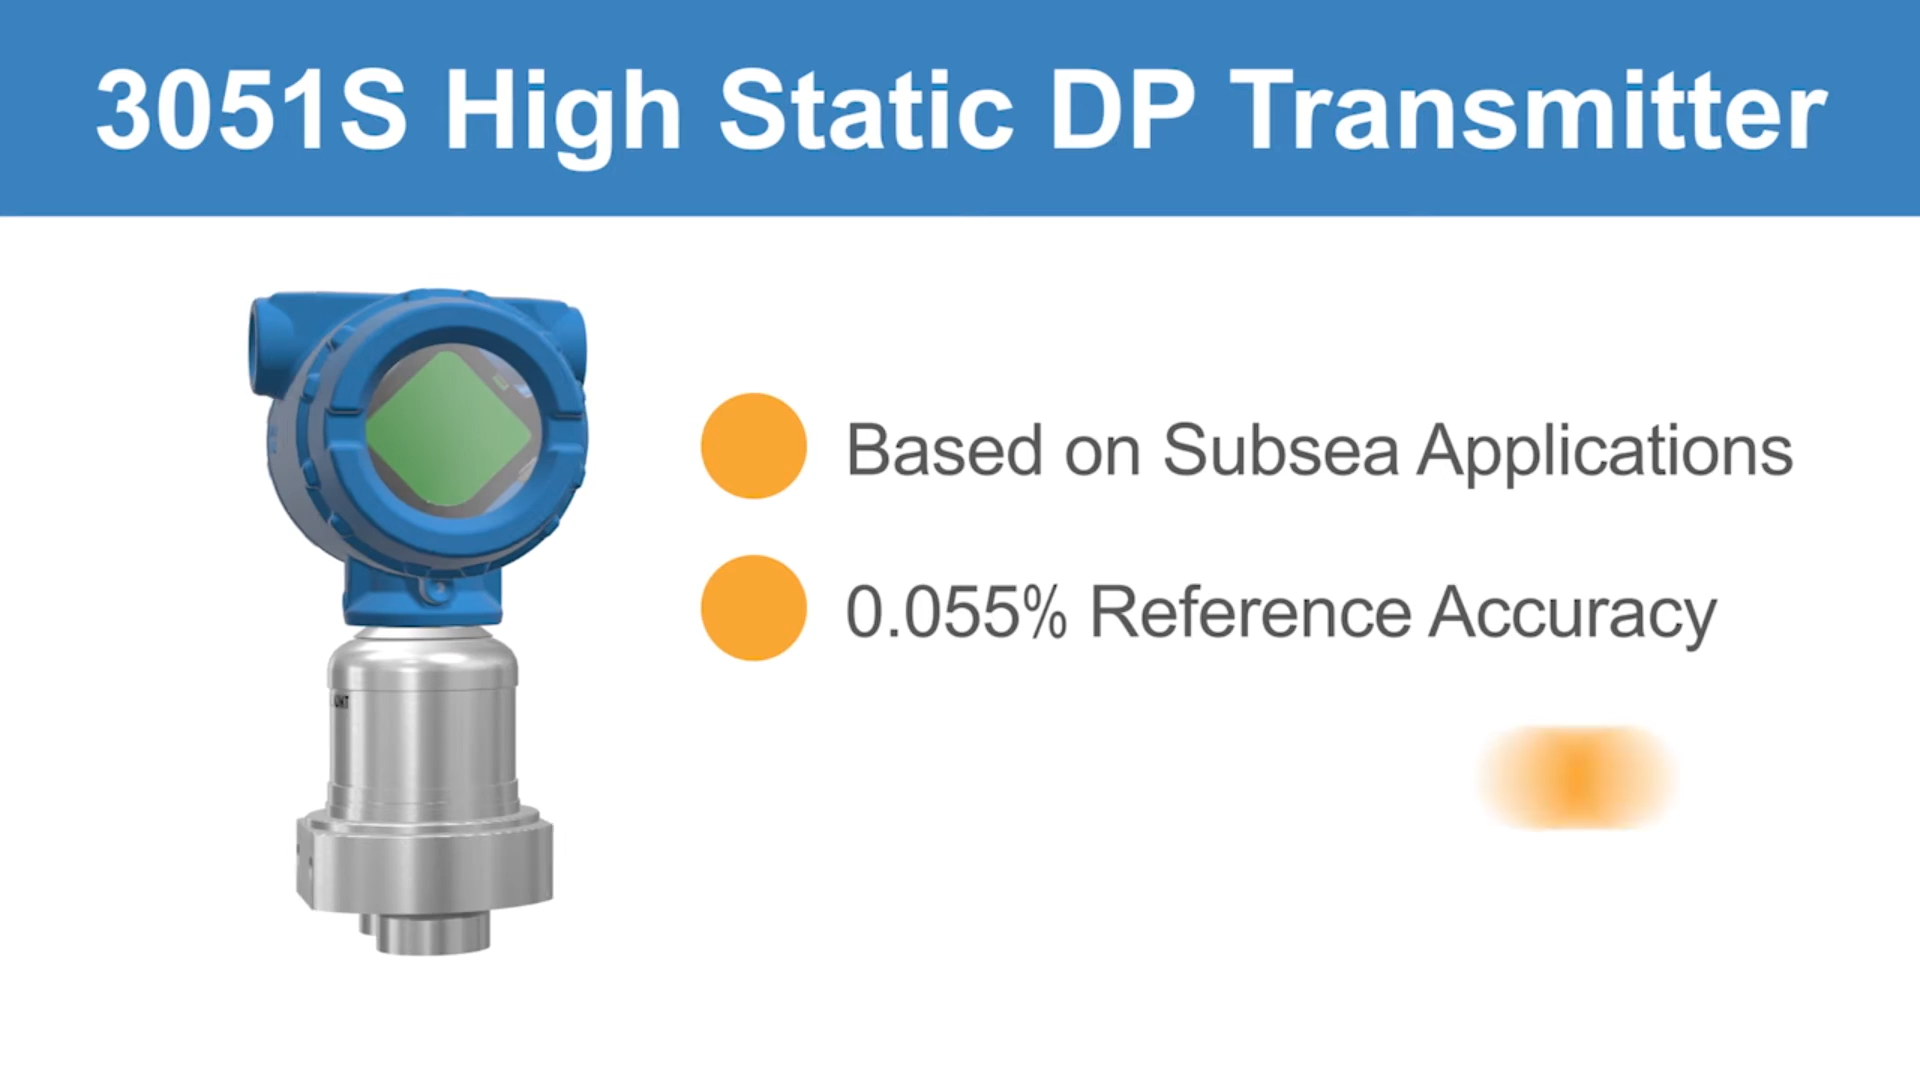 3051S High Static DP Transmitter
Based on Subsea Applications
0.055% Reference Accuracy